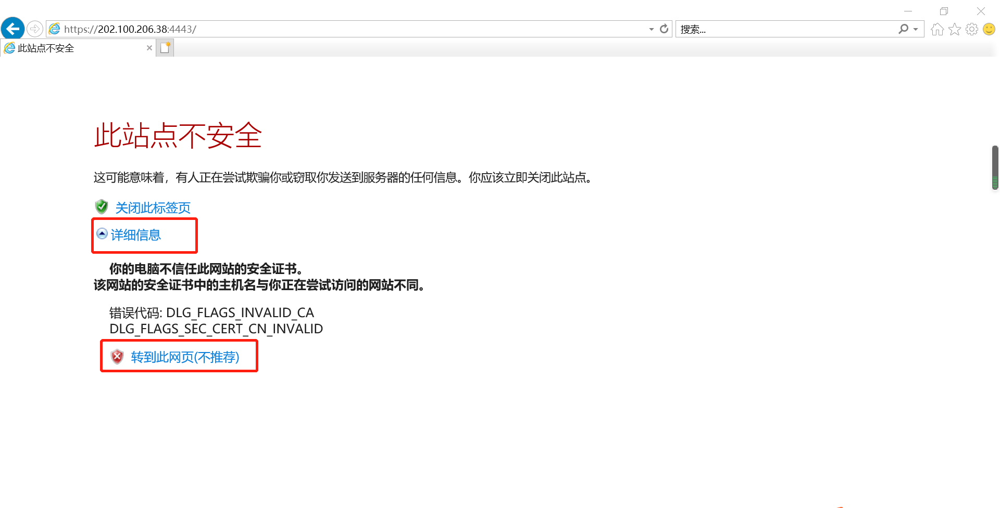 https://202.100.206.38:4443/
搜索...
此站点不安全
此站点不安全
这可能意味着，有人正在尝试欺骗你或窃取你发送到服务器的任何信息。你应该立即关闭此站点。
关闭此标签页
详细信息
你的电脑不信任此网站的安全证书。
该网站的安全证书中的主机名与你正在尝试访问的网站不同。
错误代码: DLG_FLAGS_INVALID_CA
DLG_FLAGS_SEC_CERT_CN_INVALID
转到此网页(不推荐)